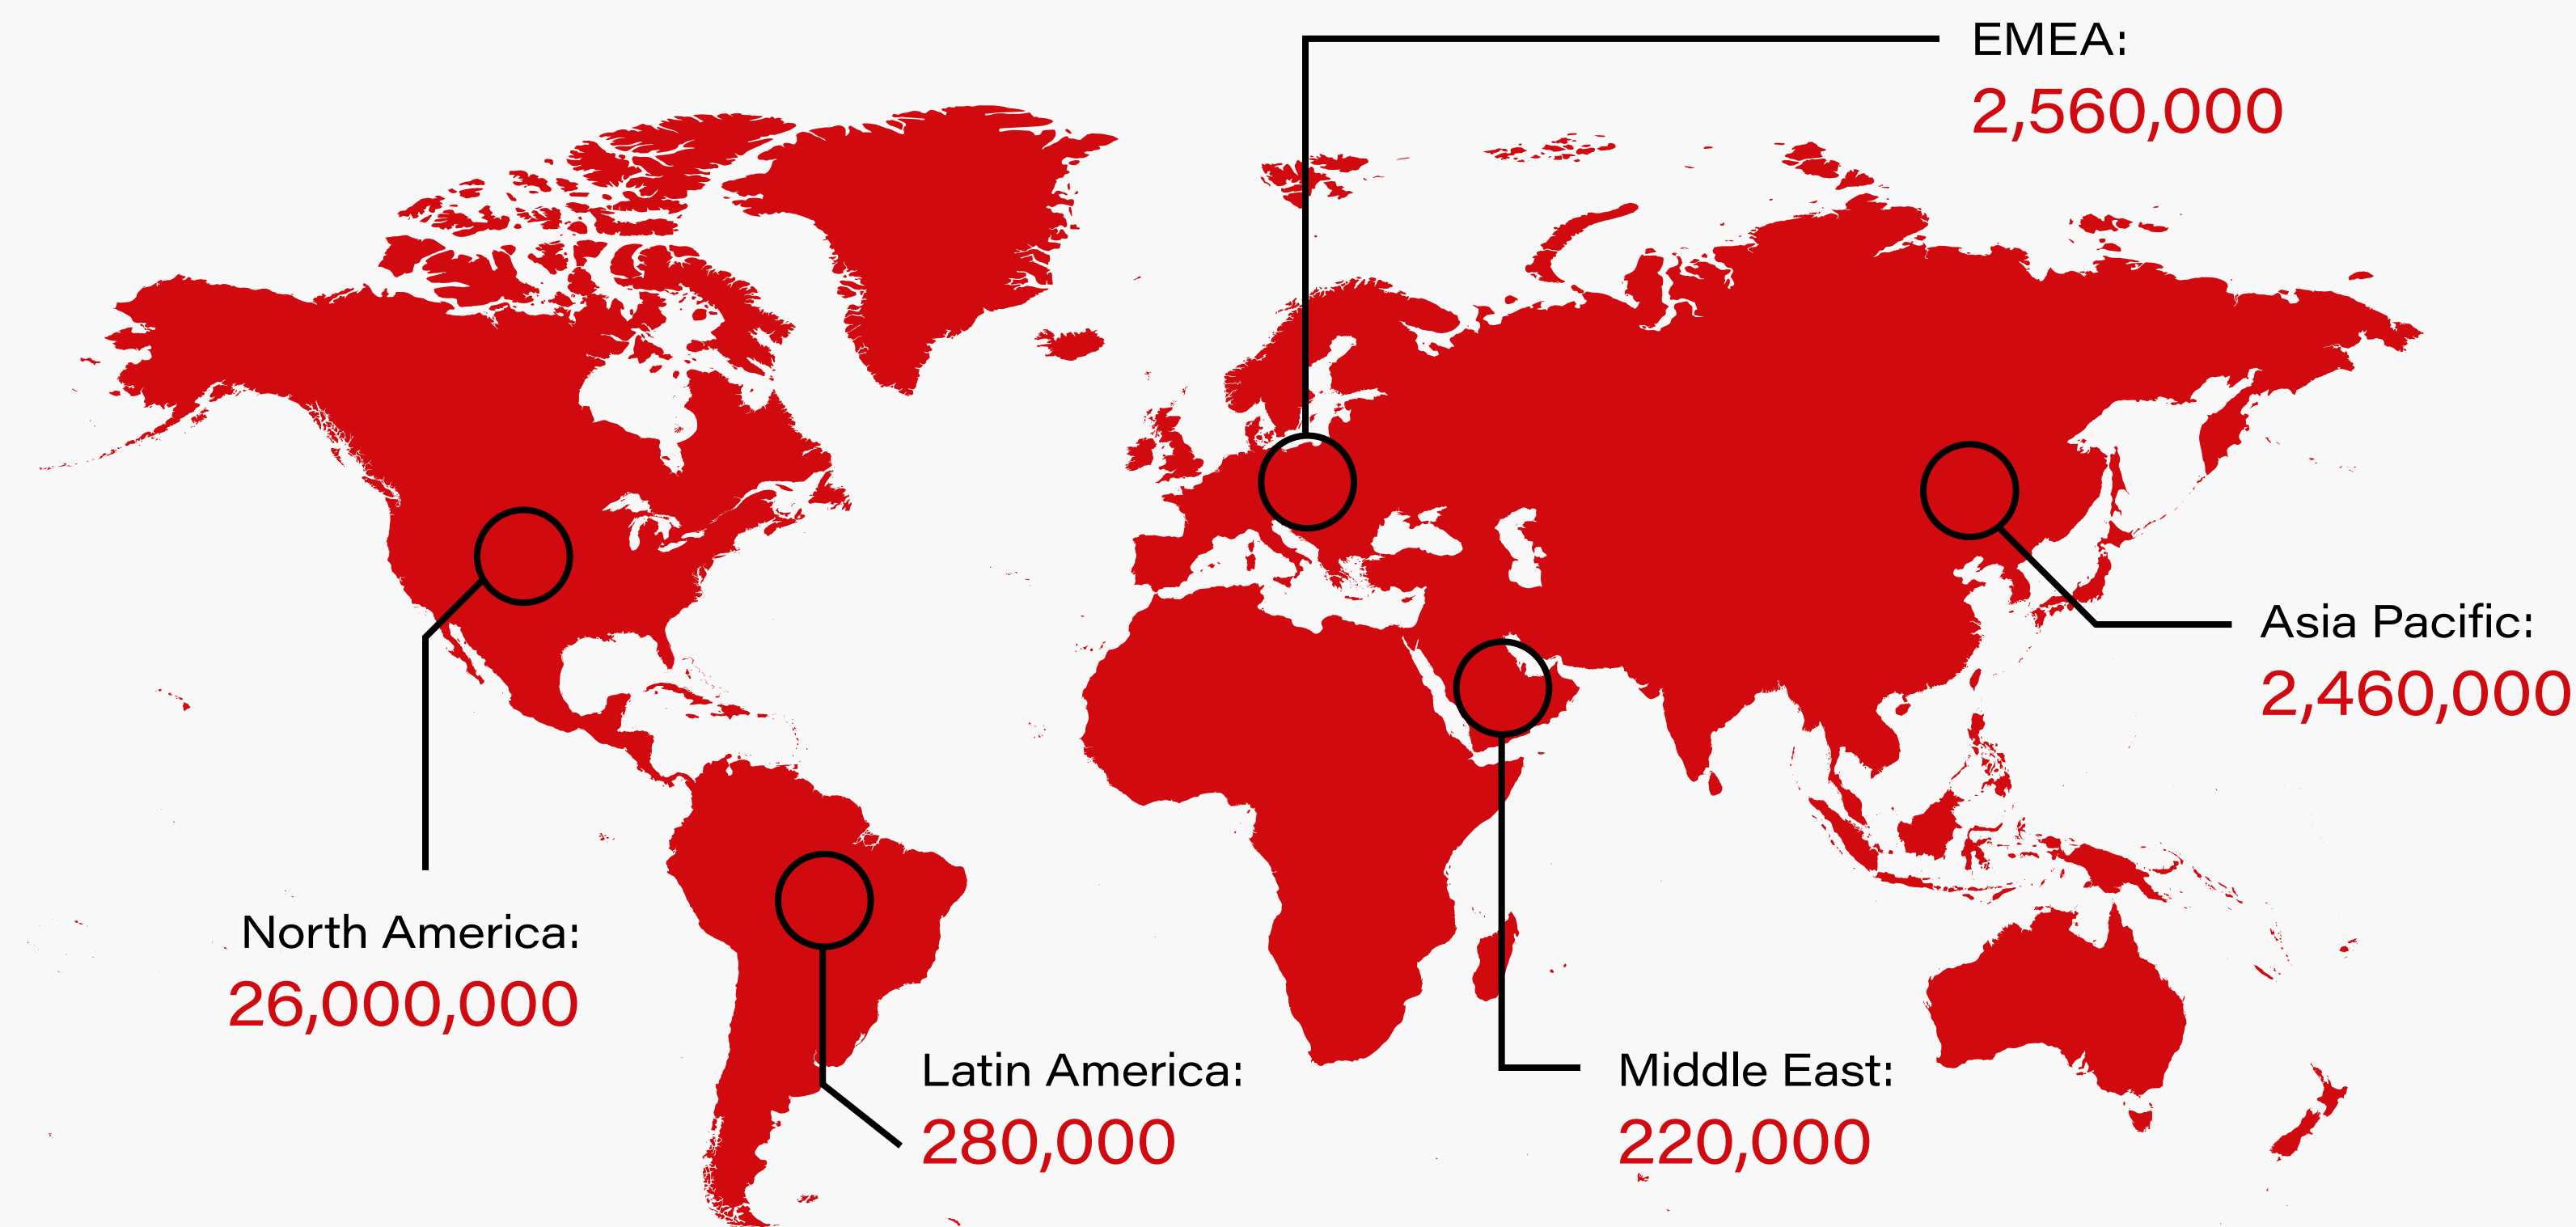 EMEA:
2,560,000
Asia Pacific:
2,460,000
North America:
26,000,000
Latin America:
280,000
Middle East:
220,000